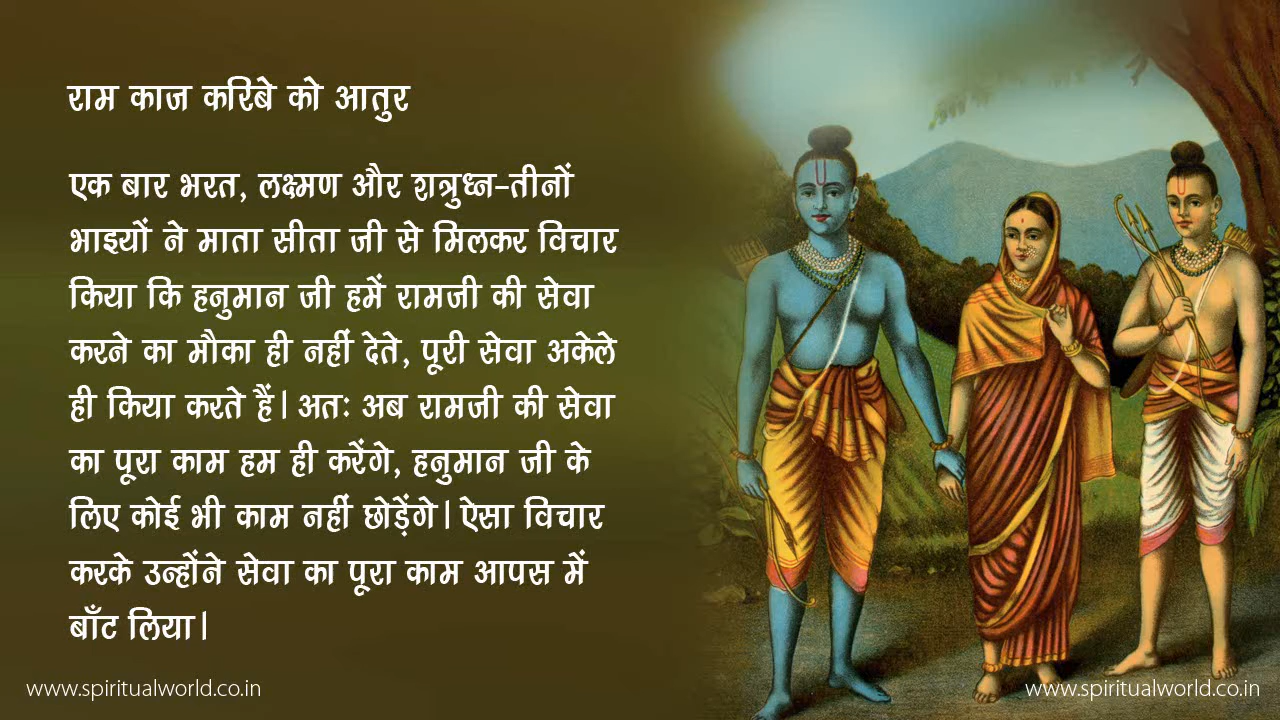 राम काज करिबे को आतुर
एक बार भरत, लक्ष्मण और शत्रुध्न-तीनों
भाइयों ने माता सीता जी से मिलकर विचार
किया कि हनुमान जी हमें रामजी की सेवा
करने का मौका ही नहीं देते, पूरी सेवा अकेले
ही किया करते हैं। अतः अब रामजी की सेवा
का पूरा काम हम ही करेंगे, हनुमान जी के
लिए कोई भी काम नहीं छोड़ेंगे। ऐसा विचार
करके उन्होंने सेवा का पूरा काम आपस में
बाँट लिया।
www.spiritualworld.co.in
www.spiritualworld.co.in